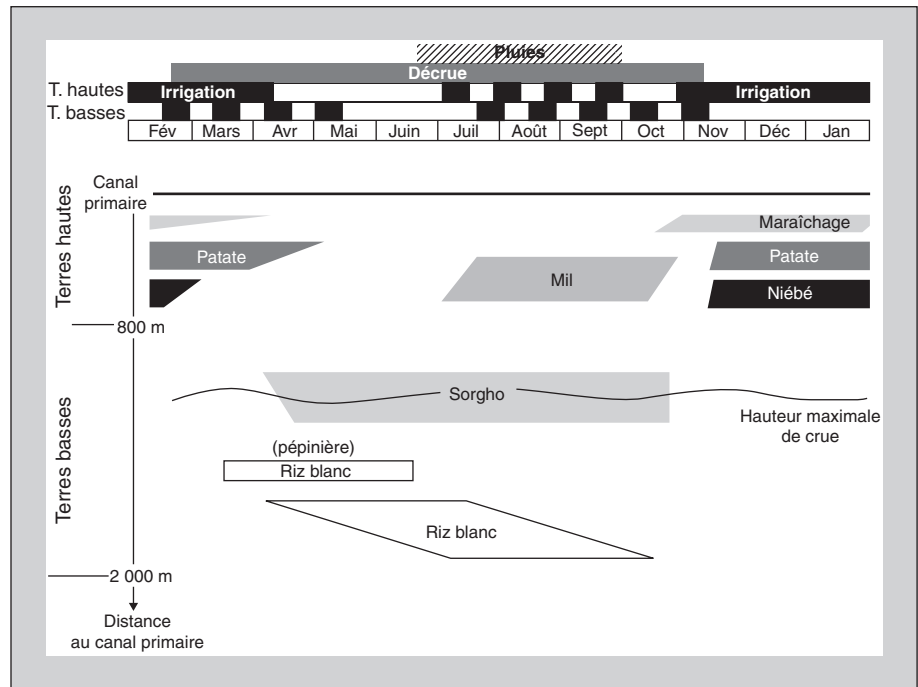 Pluies
Décrue
T. hautes Irrigation Irrigation
T. basses
Fév Mars Avr Mai Juin Juil Août Sept Oct Nov Déc Jan
Canal
primaire
Terres hautes
Maraîchage
Patate Patate
Mil
Niébé
800 m
Terres basses
Sorgho
Hauteur maximale
de crue
(pépinière)
Riz blanc
Riz blanc
2 000 m
Distance
au canal primaire